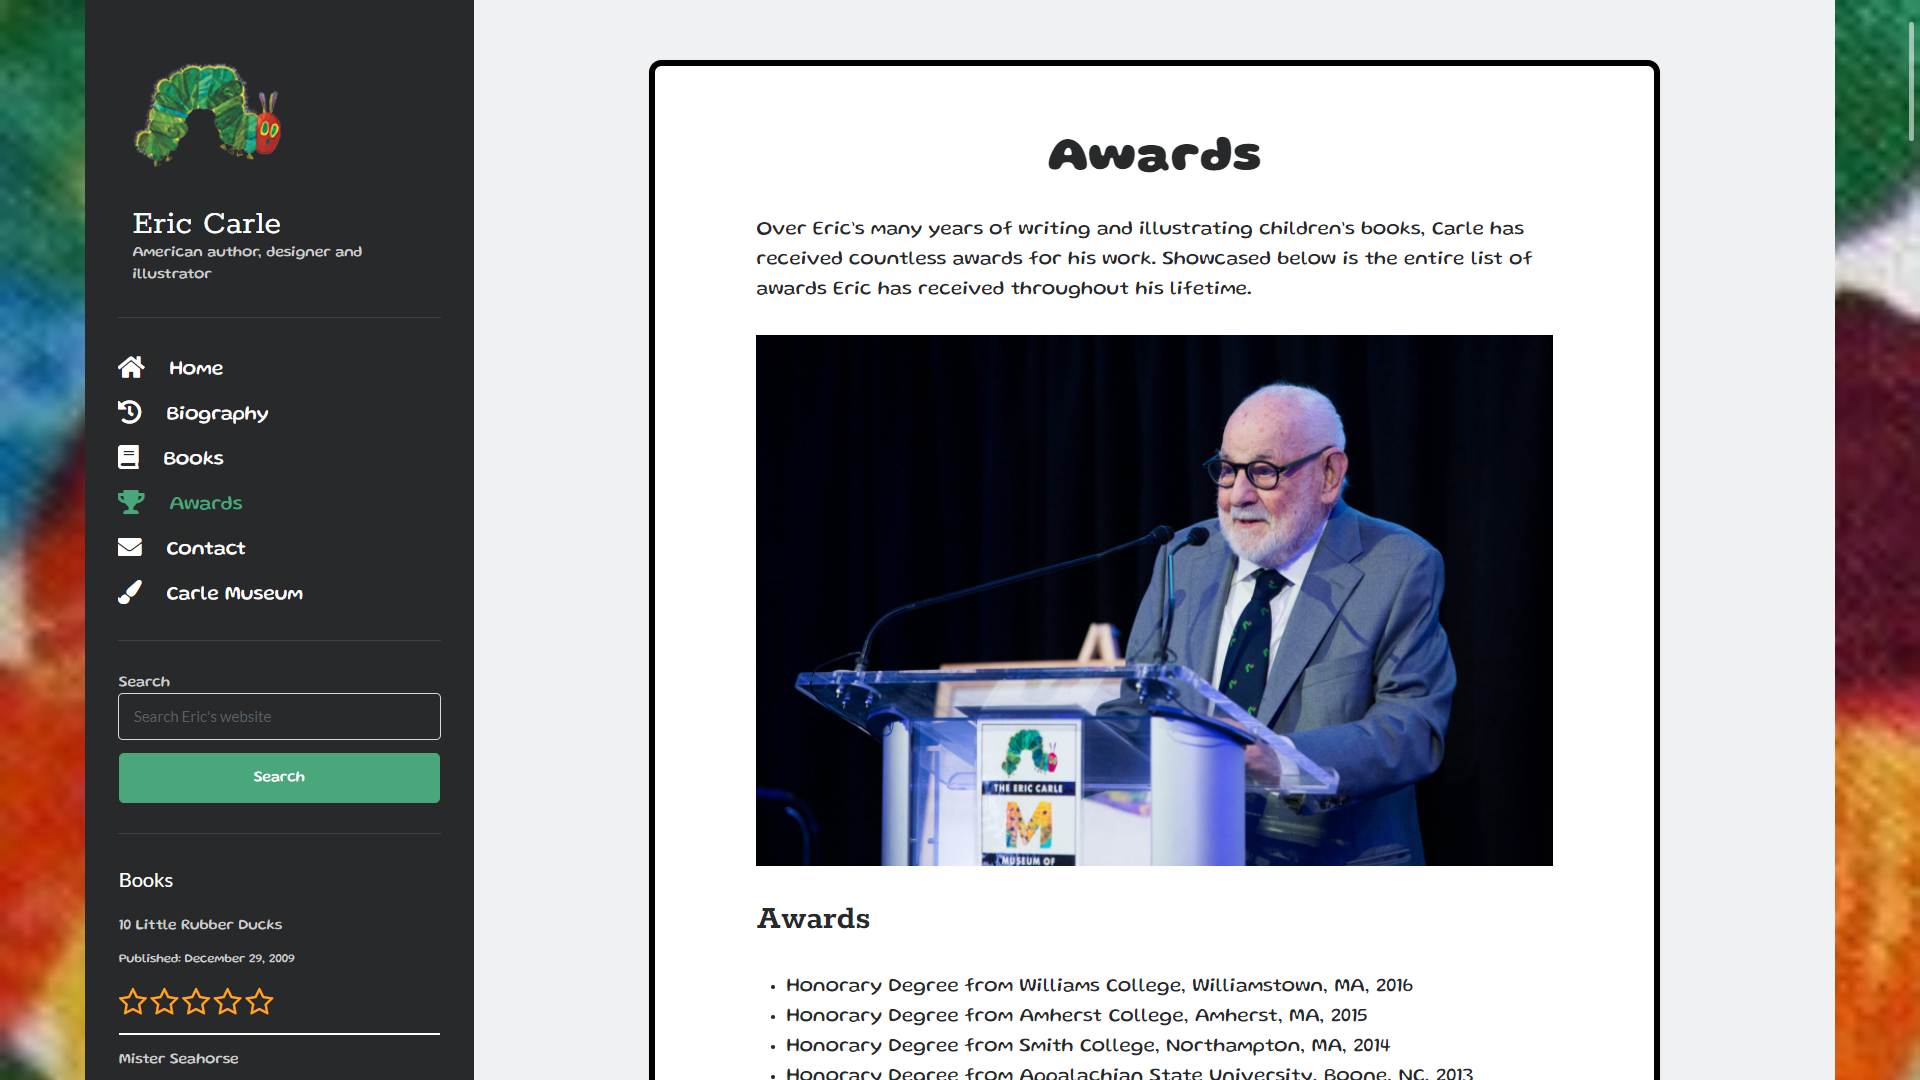 Eric Carle
American author, designer and
illustrator
Home
Biography
Books
Awards
Contact
Carle Museum
Search
Search Eric's website
Search
Books
10 Little Rubber Ducks
Published: December 29, 2009
Mister Seahorse
Awards
Over Eric's many years of writing and illustrating children's books, Carle has
received countless awards for his work. Showcased below is the entire list of
awards Eric has received throughout his lifetime.
THE ERIC CARLE
M
MUSEUM OF
Awards
Honorary Degree from Williams College, Williamstown, MA, 2016
Honorary Degree from Amherst College, Amherst, MA, 2015
Honorary Degree from Smith College, Northampton, MA, 2014
Honorary Degree from Appalachian State University, Boone, NC, 2013